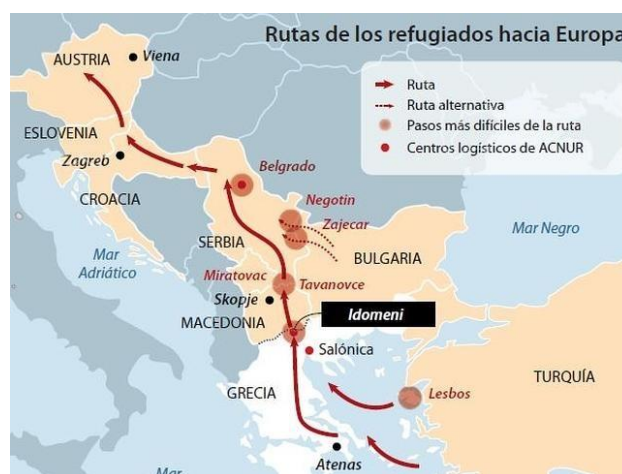 Rutas de los refugiados hacia Europa
Ruta
Ruta alternativa
Pasos más difíciles de la ruta
Centros logísticos de ACNUR
AUSTRIA
Viena
ESLOVENIA
Zagreb
CROACIA
Belgrado
Negotin
Zajecar
SERBIA
BULGARIA
Mar Negro
Mar
Adriático
Miratovac
Tavanovce
Skopje
MACEDONIA
Idomeni
Salónica
GRECIA
Lesbos
TURQUÍA
Atenas
Mar
Mar